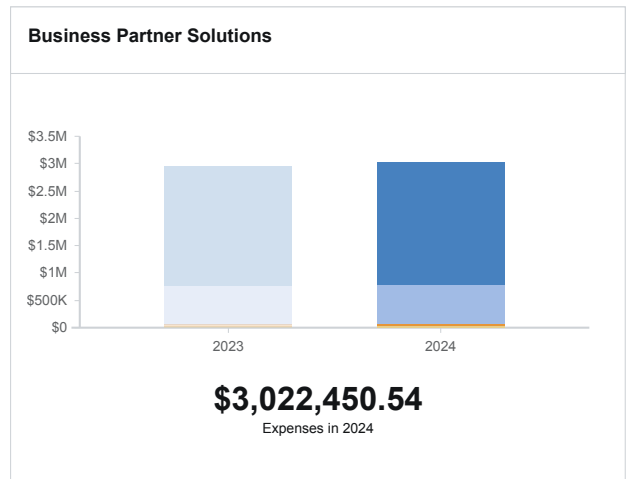 Business Partner Solutions
$3.5M
$3M
$2.5M
$2M
$1.5M
$1M
$500K
$0
2023 2024
$3,022,450.54
Expenses in 2024